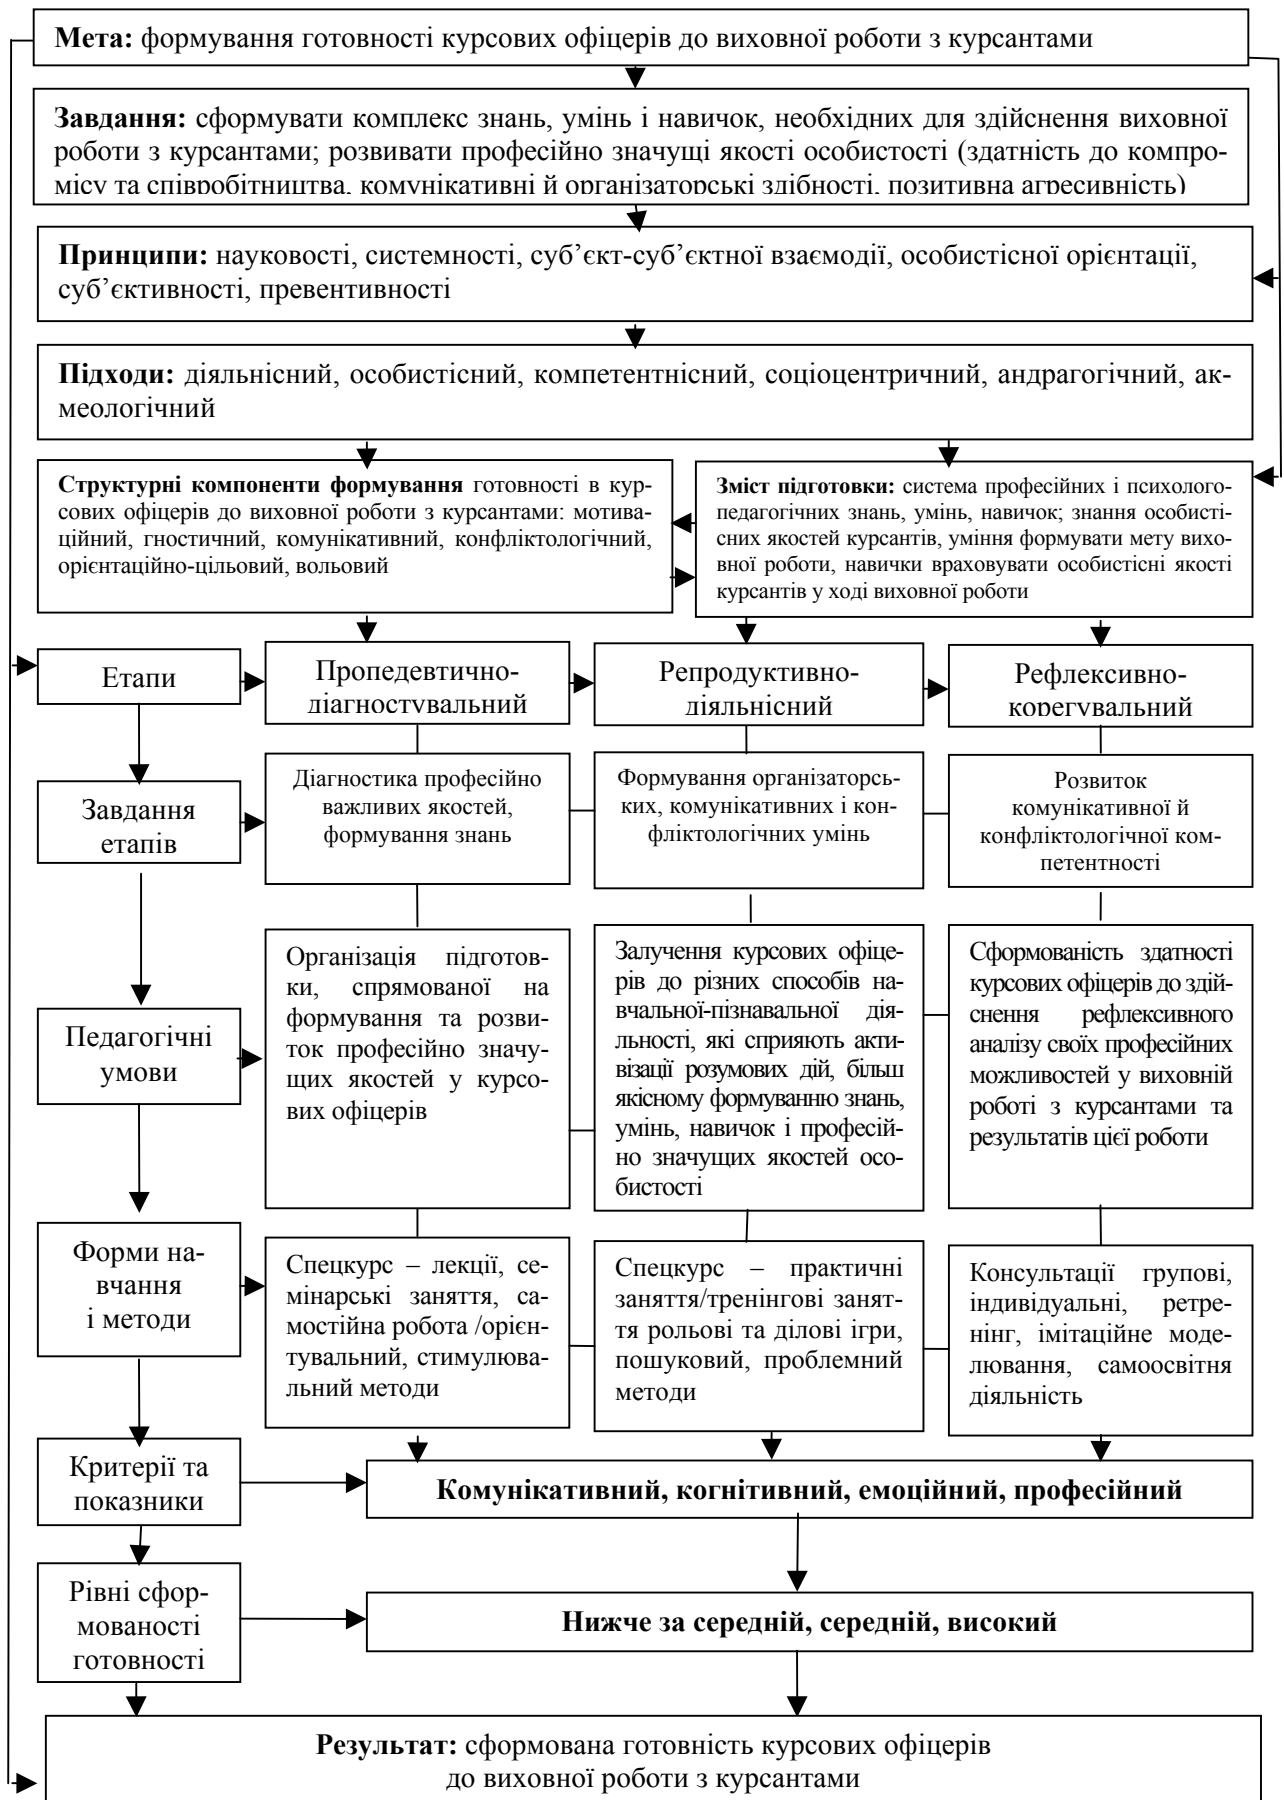 Мета: формування готовності курсових офіцерів до виховної роботи з курсантами
Завдання: сформувати комплекс знань, умінь і навичок, необхідних для здійснення виховної
роботи з курсантами; розвивати професійно значущі якості особистості (здатність до компро-
місу та співробітництва, комунікативні й організаторські здібності, позитивна агресивність)
Принципи: науковості, системності, суб’єкт-суб’єктної взаємодії, особистісної орієнтації,
суб’єктивності, превентивності
Підходи: діяльнісний, особистісний, компетентнісний, соціоцентричний, андрагогічний, ак-
меологічний
Структурні компоненти формування готовності в кур-
сових офіцерів до виховної роботи з курсантами: мотива-
ційний, гностичний, комунікативний, конфліктологічний,
орієнтаційно-цільовий, вольовий
Зміст підготовки: система професійних і психолого-
педагогічних знань, умінь, навичок; знання особисті-
сних якостей курсантів, уміння формувати мету вихо-
вної роботи, навички враховувати особистісні якості
курсантів у ході виховної роботи
Етапи
Пропедевтично-
діагностувальний
Репродуктивно-
діяльнісний
Рефлексивно-
корегувальний
Завдання
етапів
Діагностика професійно
важливих якостей,
формування знань
Формування організаторсь-
ких, комунікативних і кон-
фліктологічних умінь
Розвиток
комунікативної й
конфліктологічної ком-
петентності
Педагогічні
умови
Організація підготов-
ки, спрямованої на
формування та розви-
ток професійно значу-
щих якостей у курсо-
вих офіцерів
Залучення курсових офіце-
рів до різних способів на-
вчальної-пізнавальної дія-
льності, які сприяють акти-
візації розумових дій, більш
якісному формуванню знань,
умінь, навичок і професій-
но значущих якостей осо-
бистості
Сформованість здатності
курсових офіцерів до здій-
снення рефлексивного
аналізу своїх професійних
можливостей у виховній
роботі з курсантами та
результатів цієї роботи
Форми на-
вчання
і методи
Спецкурс – лекції, се-
мінарські заняття, са-
мостійна робота /орієн-
тувальний, стимулюва-
льний методи
Спецкурс – практичні
заняття/тренінгові занят-
тя рольові та ділові ігри,
пошуковий, проблемний
методи
Консультації групові,
індивідуальні, ретре-
нінг, імітаційне моде-
лювання, самоосвітня
діяльність
Критерії та
показники
Комунікативний, когнітивний, емоційний, професійний
Рівні сфор-
мованості
готовності
Нижче за середній, середній, високий
Результат: сформована готовність курсових офіцерів
до виховної роботи з курсантами